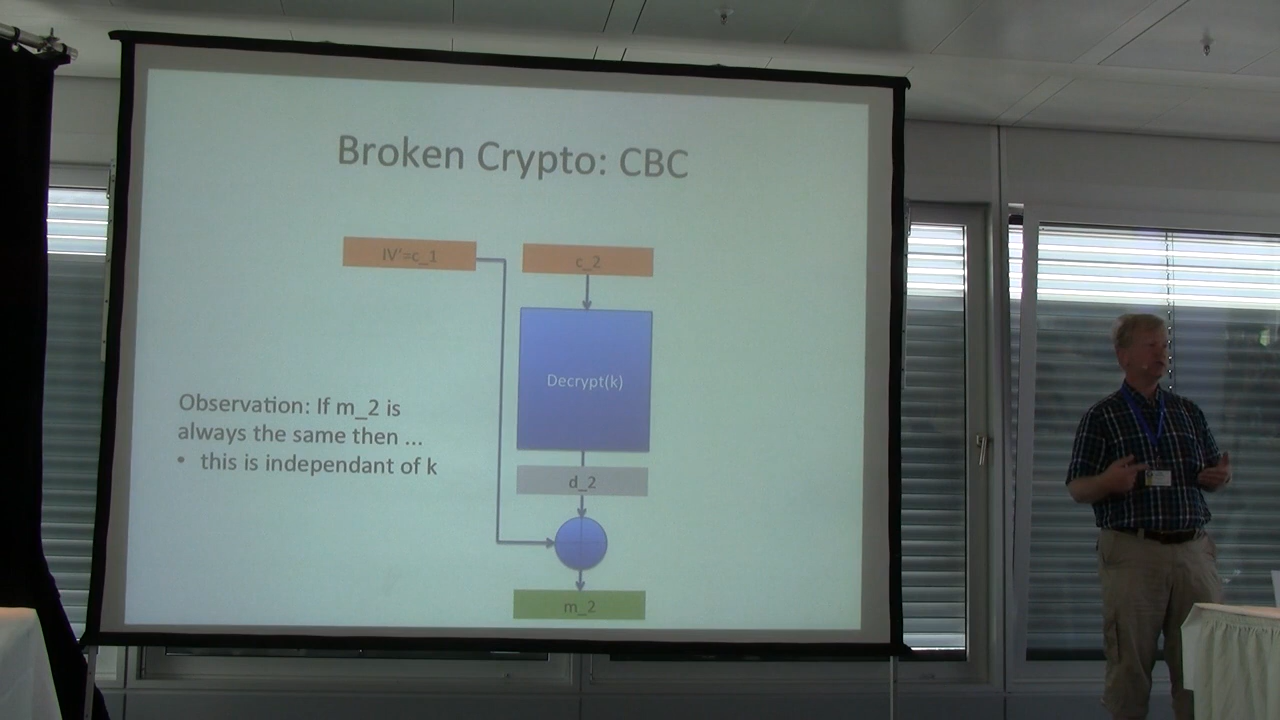 Broken Crypto: CBC
IV'=c_1
c_2
Decrypt(k)
Observation: If m_2 is
always the same then ...
• this is independant of k
d_2
m_2